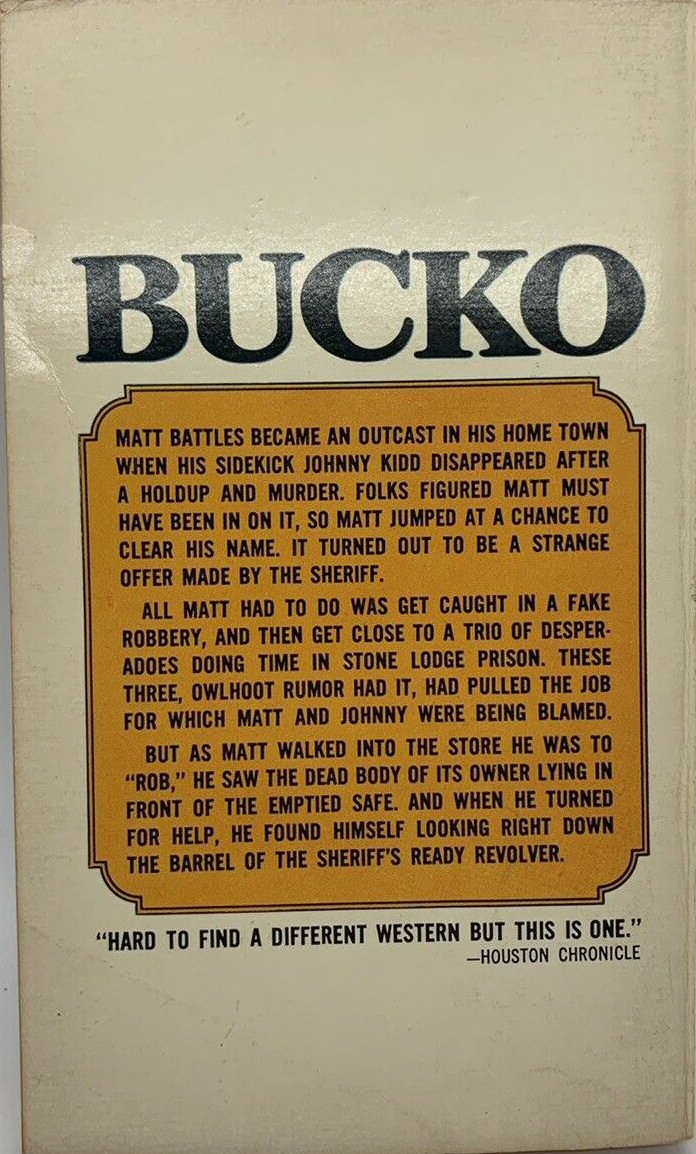 BUCKO
MATT BATTLES BECAME AN OUTCAST IN HIS HOME TOWN
WHEN HIS SIDEKICK JOHNNY KIDD DISAPPEARED AFTER
A HOLDUP AND MURDER. FOLKS FIGURED MATT MUST
HAVE BEEN IN ON IT, SO MATT JUMPED AT A CHANCE TO
CLEAR HIS NAME. IT TURNED OUT TO BE A STRANGE
OFFER MADE BY THE SHERIFF.
ALL MATT HAD TO DO WAS GET CAUGHT IN A FAKE
ROBBERY, AND THEN GET CLOSE TO A TRIO OF DESPER-
ADOES DOING TIME IN STONE LODGE PRISON. THESE
THREE, OWLHOOT RUMOR HAD IT, HAD PULLED THE JOB
FOR WHICH MATT AND JOHNNY WERE BEING BLAMED.
BUT AS MATT WALKED INTO THE STORE HE WAS TO
“ROB,” HE SAW THE DEAD BODY OF ITS OWNER LYING IN
FRONT OF THE EMPTIED SAFE. AND WHEN HE TURNED
FOR HELP, HE FOUND HIMSELF LOOKING RIGHT DOWN
THE BARREL OF THE SHERIFF'S READY REVOLVER.
“HARD TO FIND A DIFFERENT WESTERN BUT THIS IS ONE.”
—HOUSTON CHRONICLE